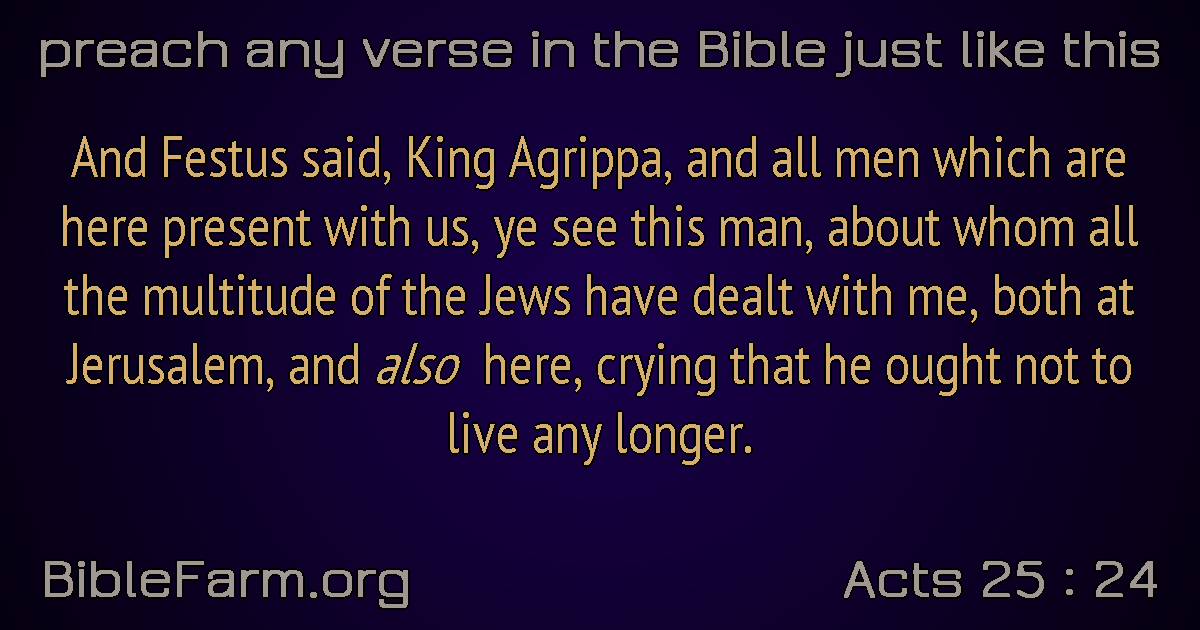 preach any verse in the Bible just like this
And Festus said, King Agrippa, and all men which are
here present with us, ye see this man, about whom all
the multitude of the Jews have dealt with me, both at
Jerusalem, and also here, crying that he ought not to
live any longer.
BibleFarm.org
Acts 25 : 24